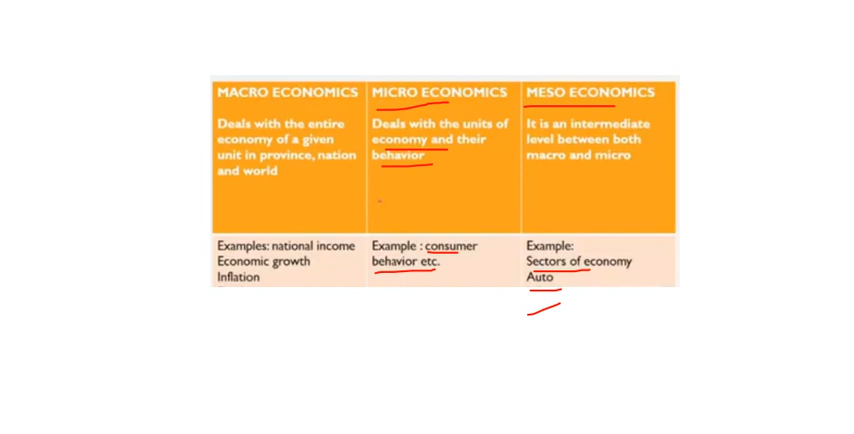 MACRO ECONOMICS
Deals with the entire
economy of a given
unit in province, nation
and world
MICRO ECONOMICS
Deals with the units of
economy and their
behavior
MESO ECONOMICS
It is an intermediate
level between both
macro and micro
Examples: national income
Economic growth
Inflation
Example : consumer
behavior etc.
Example:
Sectors of economy
Auto